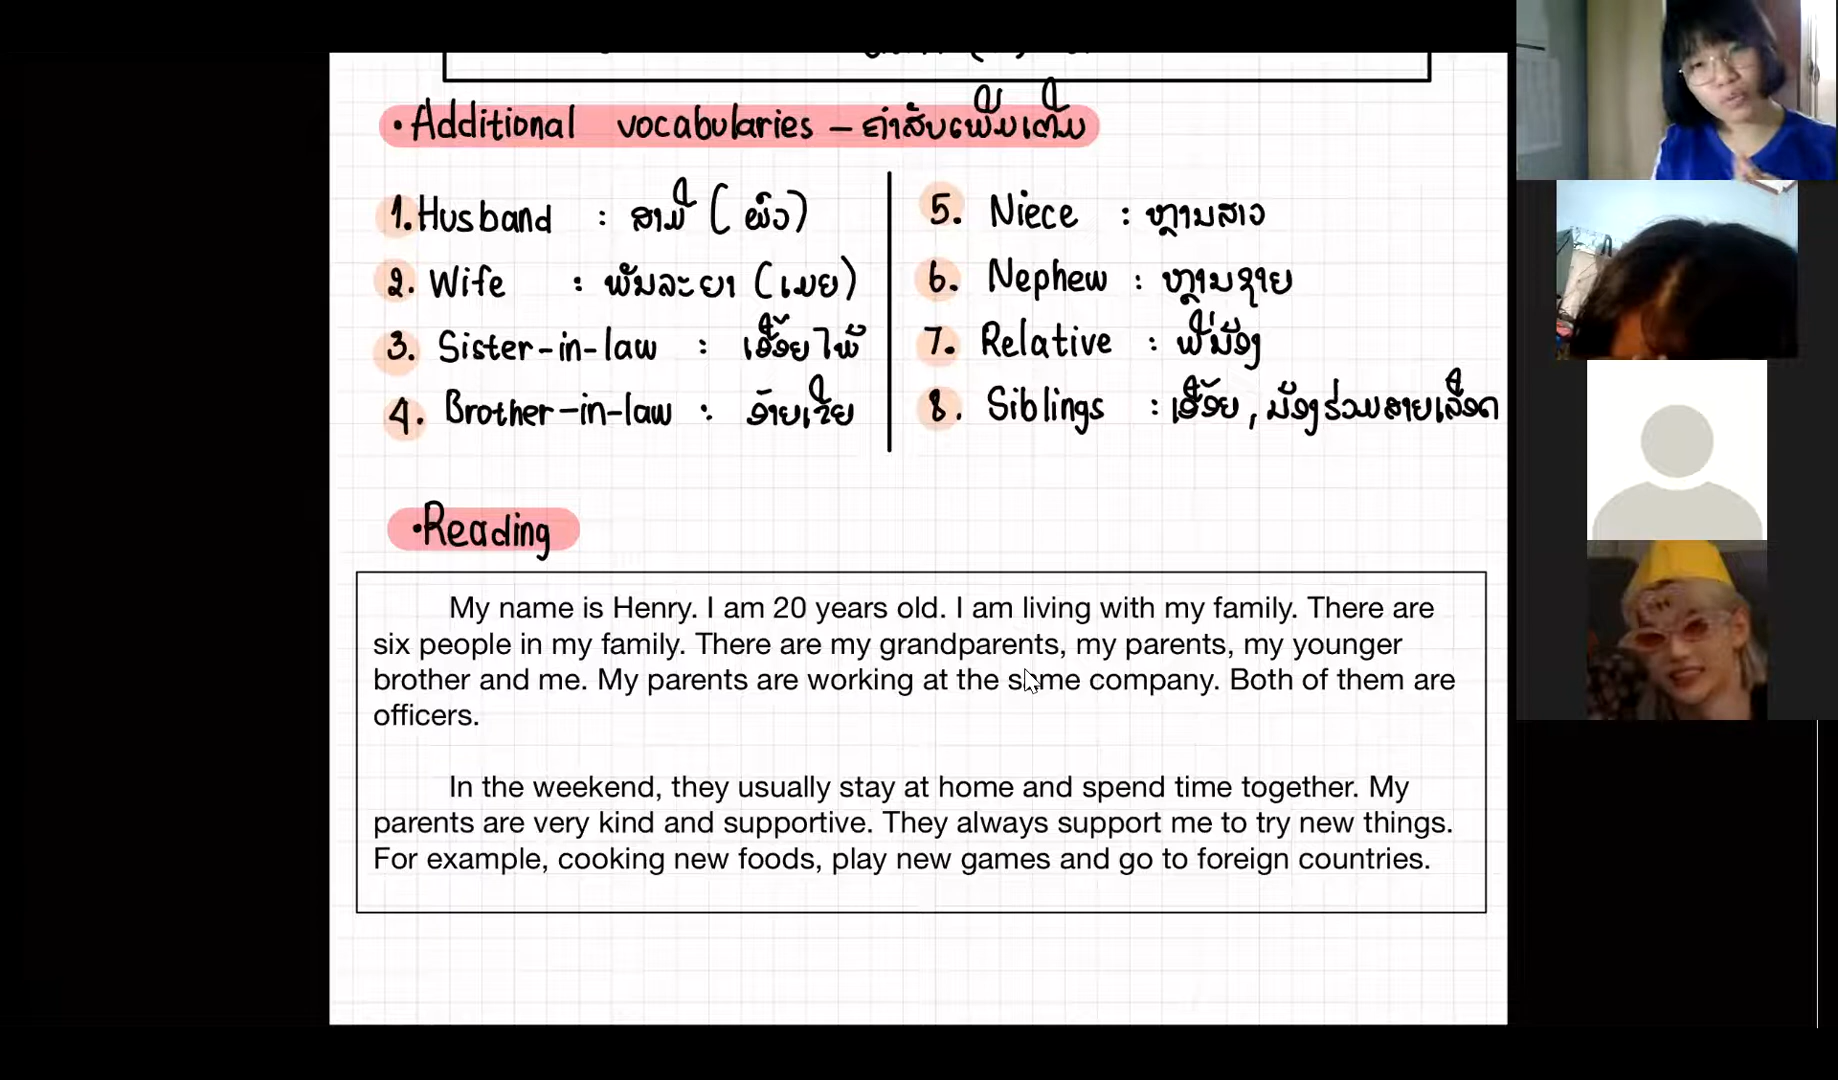 • Additional vocabularies – ຄຳສັບເພີ່ມເຕີມ
1. Husband : ສາມີ (ຜົວ)
2. Wife : ພັນລະຍາ (ເມຍ)
3. Sister-in-law : ເອື້ອຍໃພ້
4. Brother-in-law : ອ້າຍເຂີຍ
5. Niece : ຫຼານສາວ
6. Nephew : ຫຼານຊາຍ
7. Relative : ພີ່ນ້ອງ
8. Siblings : ເອື້ອຍ, ນ້ອງຮ່ວມສາຍເລືອດ
• Reading
My name is Henry. I am 20 years old. I am living with my family. There are
six people in my family. There are my grandparents, my parents, my younger
brother and me. My parents are working at the same company. Both of them are
officers.
In the weekend, they usually stay at home and spend time together. My
parents are very kind and supportive. They always support me to try new things.
For example, cooking new foods, play new games and go to foreign countries.